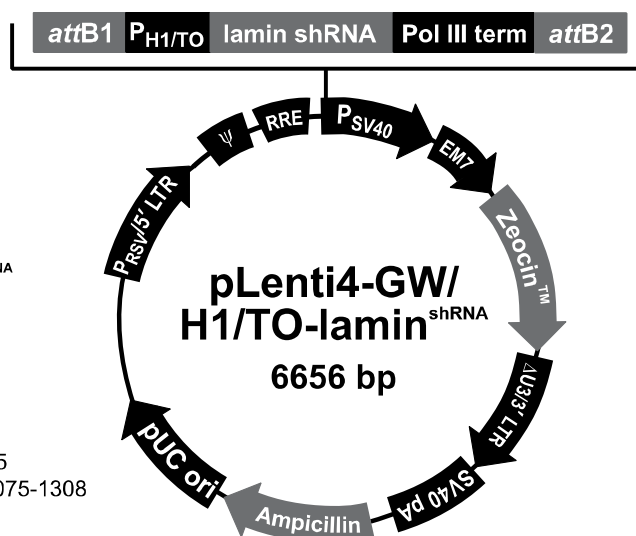 attB1 PH1/TO lamin shRNA Pol III term attB2
RRE
PSV40
Ψ
EM7
PRSV/5′ LTR
Zeocin™
NA
pLenti4-GW/
H1/TO-laminshRNA
6656 bp
ΔU3/3′ LTR
pUC ori
SV40 pA
5
075-1308
Ampicillin